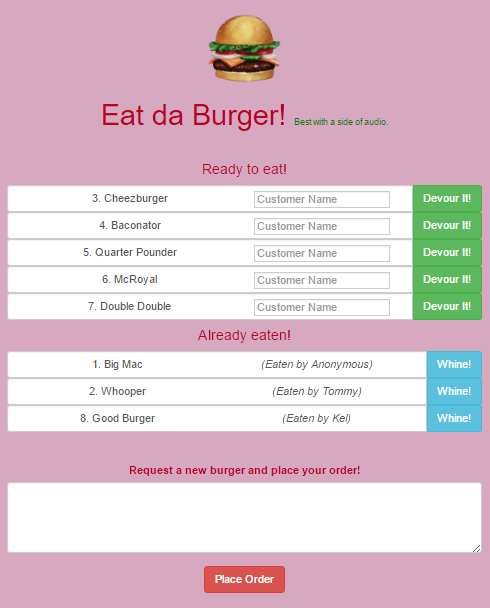 Eat da Burger! Best with a side of audio.
Ready to eat!
3. Cheezburger Customer Name Devour It!
4. Baconator Customer Name Devour It!
5. Quarter Pounder Customer Name Devour It!
6. McRoyal Customer Name Devour It!
7. Double Double Customer Name Devour It!
Already eaten!
1. Big Mac (Eaten by Anonymous) Whine!
2. Whooper (Eaten by Tommy) Whine!
8. Good Burger (Eaten by Kel) Whine!
Request a new burger and place your order!
Place Order